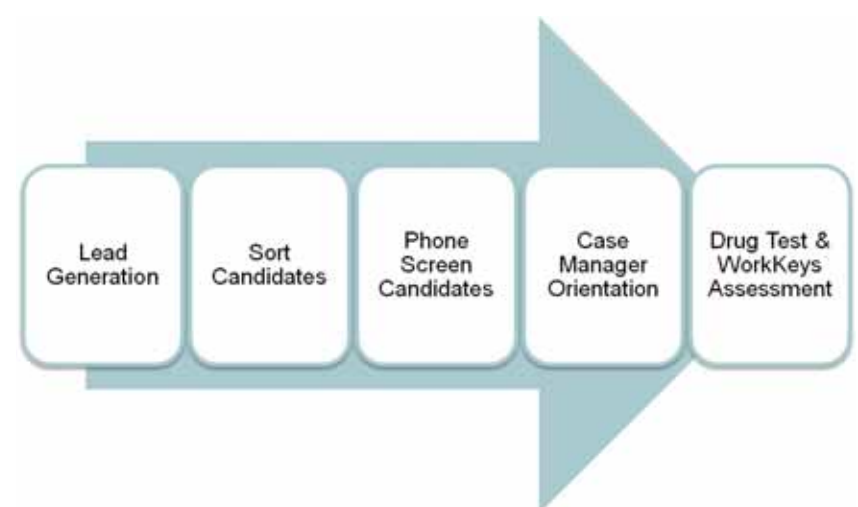 Lead
Generation
Sort
Candidates
Phone
Screen
Candidates
Case
Manager
Orientation
Drug Test &
WorkKeys
Assessment